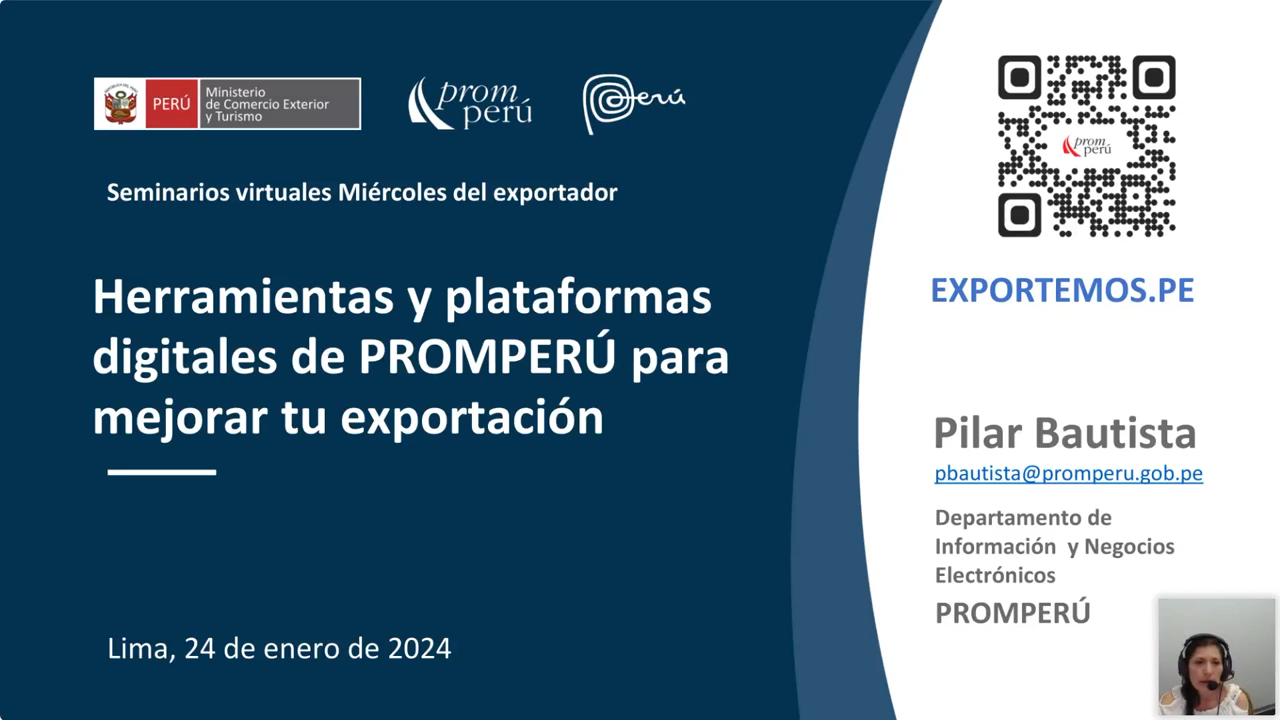 PERÚ
Ministerio
de Comercio Exterior
y Turismo
prom
perú
Perú
Seminarios virtuales Miércoles del exportador
Herramientas y plataformas
digitales de PROMPERÚ para
mejorar tu exportación
Lima, 24 de enero de 2024
prom
perú
EXPORTEMOS.PE
Pilar Bautista
pbautista@promperu.gob.pe
Departamento de
Información y Negocios
Electrónicos
PROMPERÚ